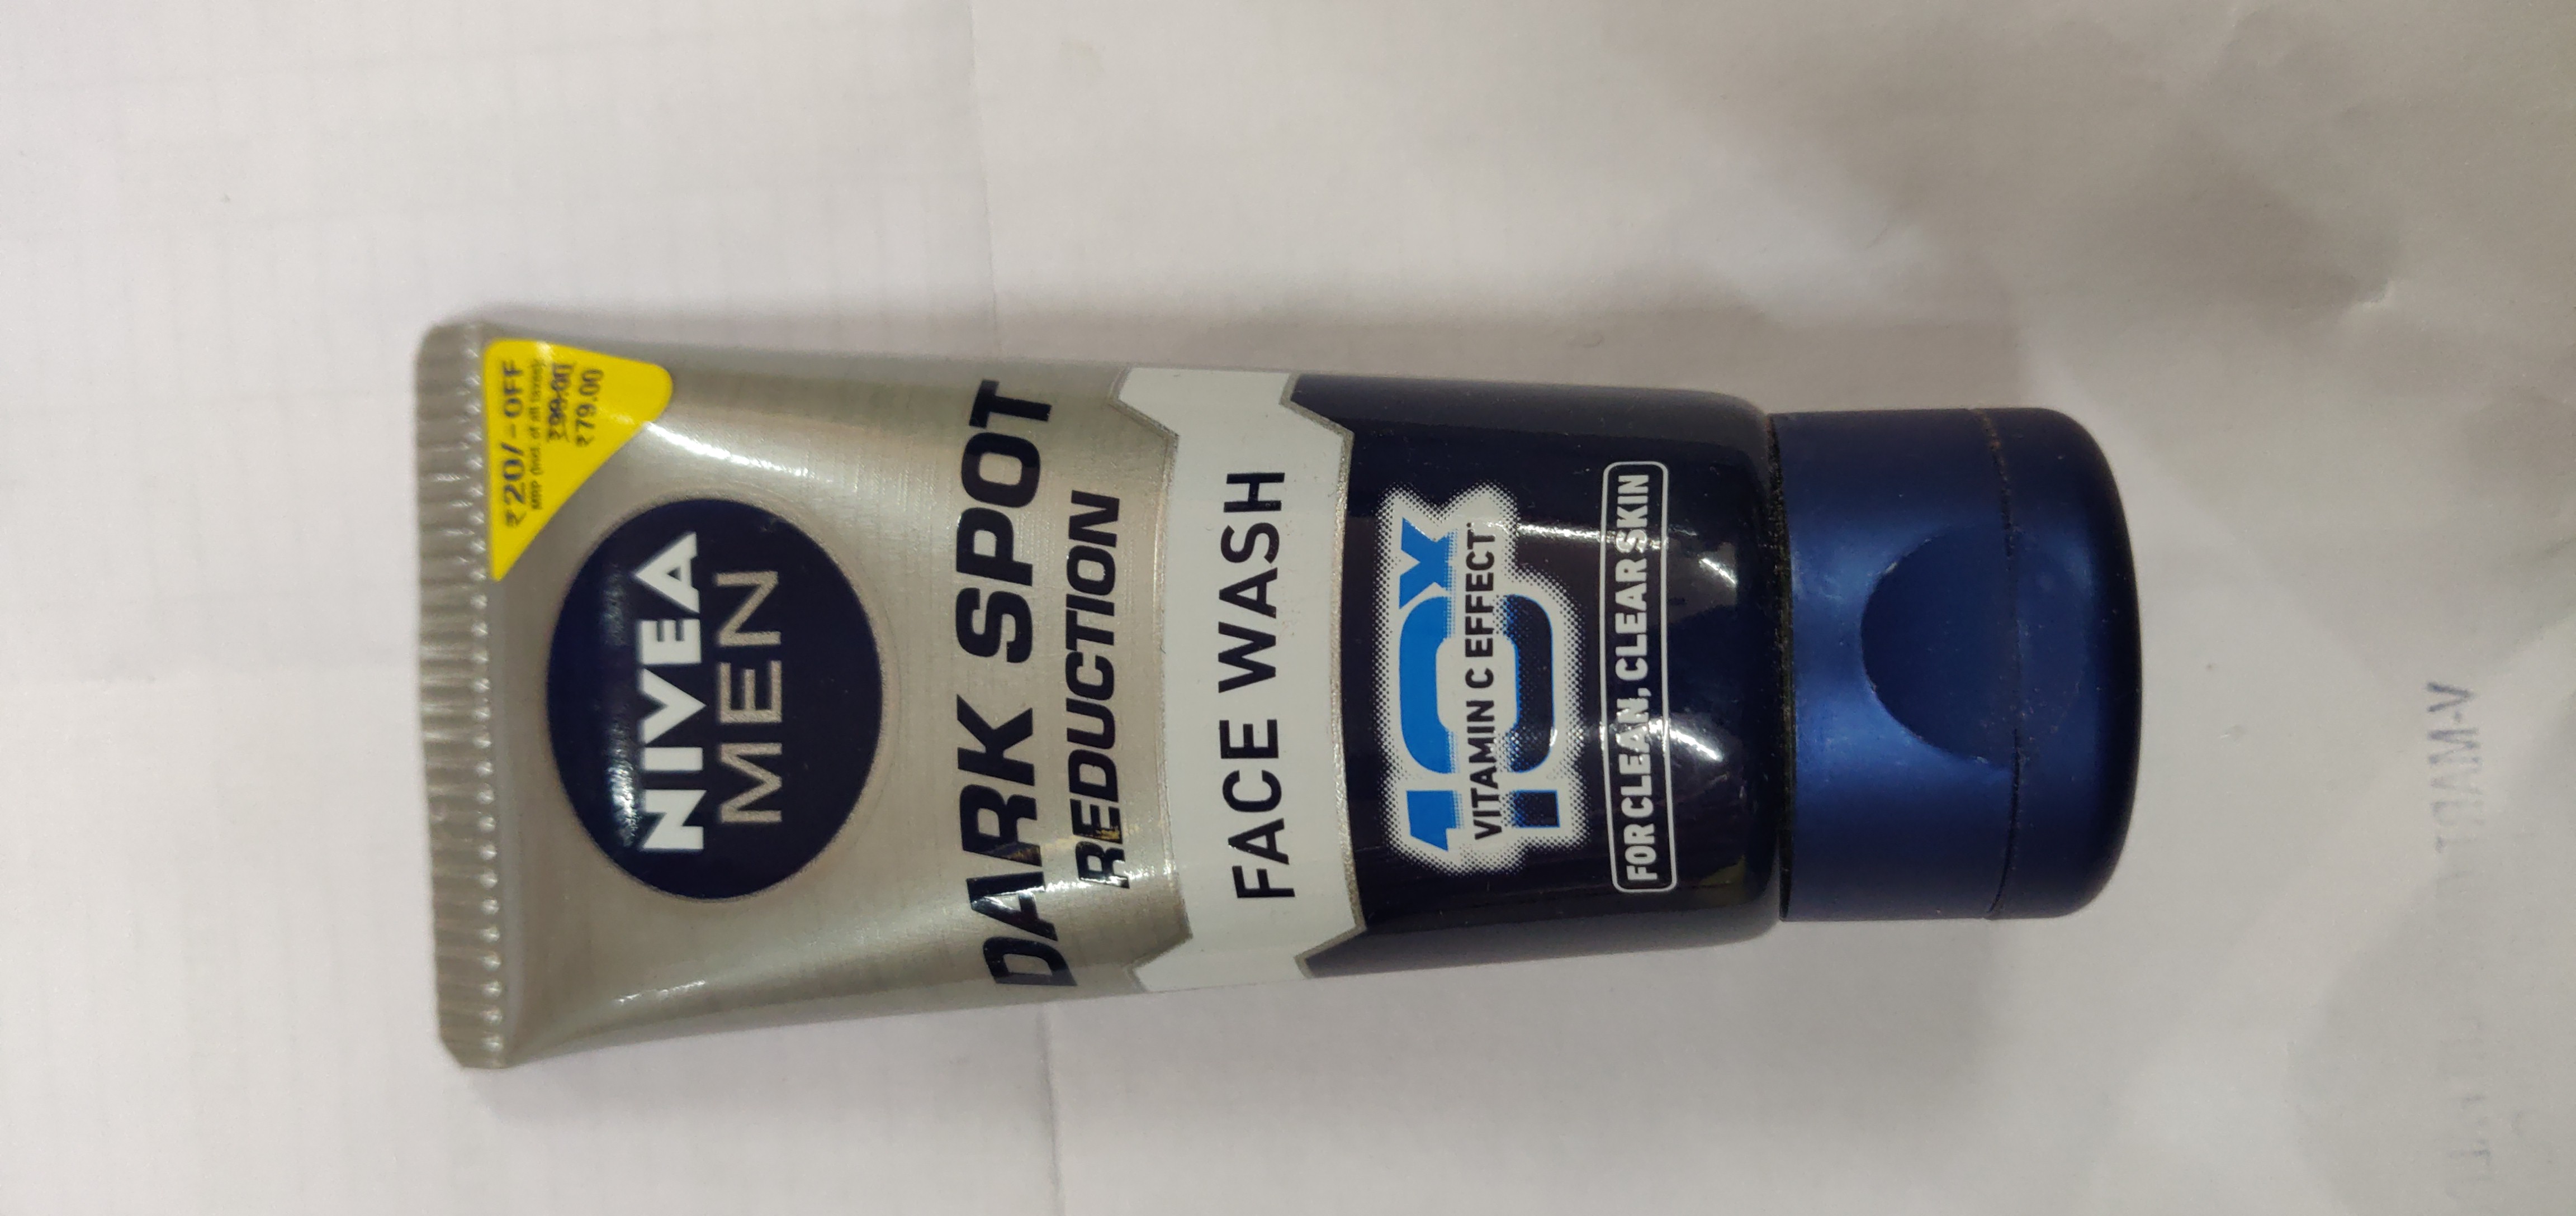 ₹20/- OFF
MRP (Incl. of all taxes):
₹99.00
₹79.00
NIVEA
MEN
DARK SPOT
REDUCTION
FACE WASH
10X
VITAMIN C EFFECT*
FOR CLEAN, CLEAR SKIN
V-MART